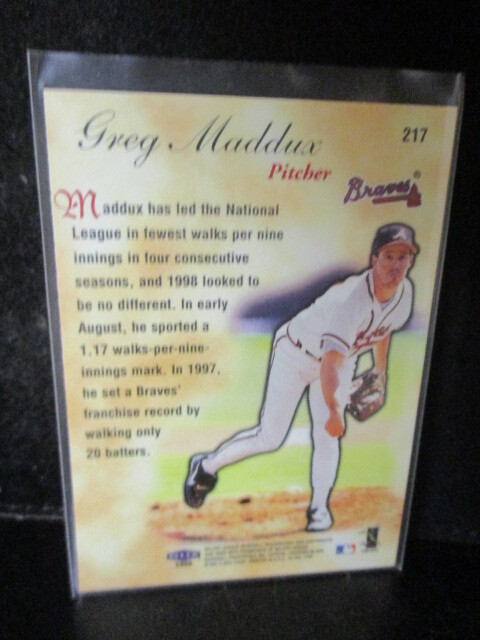 Greg Maddux
217
Pitcher
Braves
Maddux has led the National
League in fewest walks per nine
innings in four consecutive
seasons, and 1998 looked to
be no different. In early
August, he sported a
1.17 walks-per-nine-
innings mark. In 1997,
he set a Braves'
franchise record by
walking only
20 batters.
FLEER